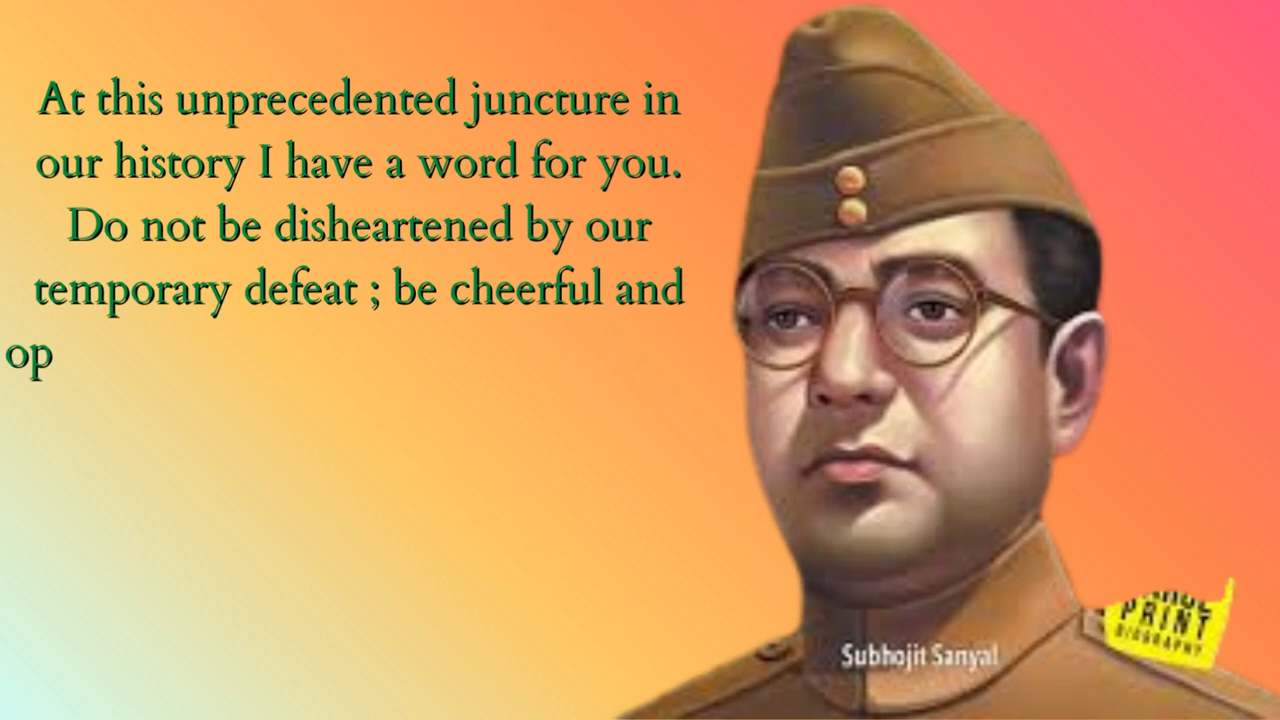 At this unprecedented juncture in
our history I have a word for you.
Do not be disheartened by our
temporary defeat ; be cheerful and
op
Subhojit Sanyal
PRINT
BIOGRAPHY